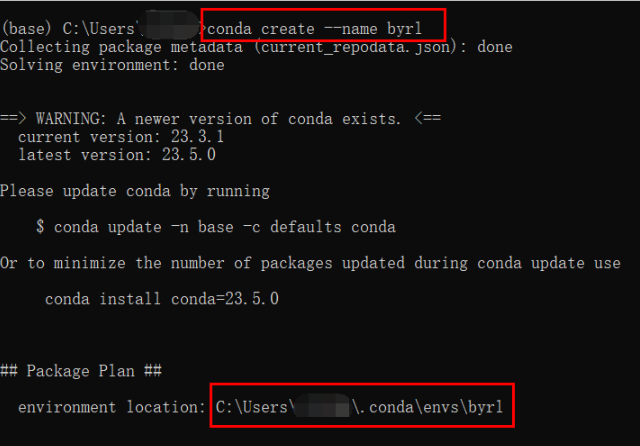 (base) C:\Users\ >conda create --name byrl
Collecting package metadata (current_repodata.json): done
Solving environment: done
==> WARNING: A newer version of conda exists. <==
current version: 23.3.1
latest version: 23.5.0
Please update conda by running
$ conda update -n base -c defaults conda
Or to minimize the number of packages updated during conda update use
conda install conda=23.5.0
## Package Plan ##
environment location: C:\Users\ \.conda\envs\byrl